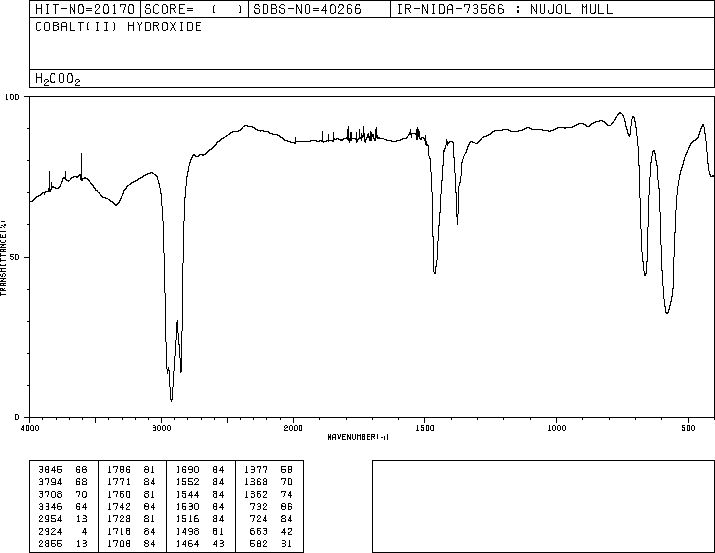 HIT-NO=20170 SCORE= ( ) SDBS-NO=40266 IR-NIDA-73566 : NUJOL MULL
COBALT(II) HYDROXIDE
H2COO2
100
50
0
TRANSMITTANCE(%)
4000 3000 2000 1500 1000 500
WAVENUMBER(-1)
3845 68 1786 81 1690 84 1377 58
3794 68 1771 84 1552 84 1368 70
3708 70 1760 81 1544 84 1362 74
3346 64 1742 84 1530 84 732 86
2954 13 1728 81 1516 84 724 84
2924 4 1718 84 1498 81 663 42
2855 13 1708 84 1464 43 582 31